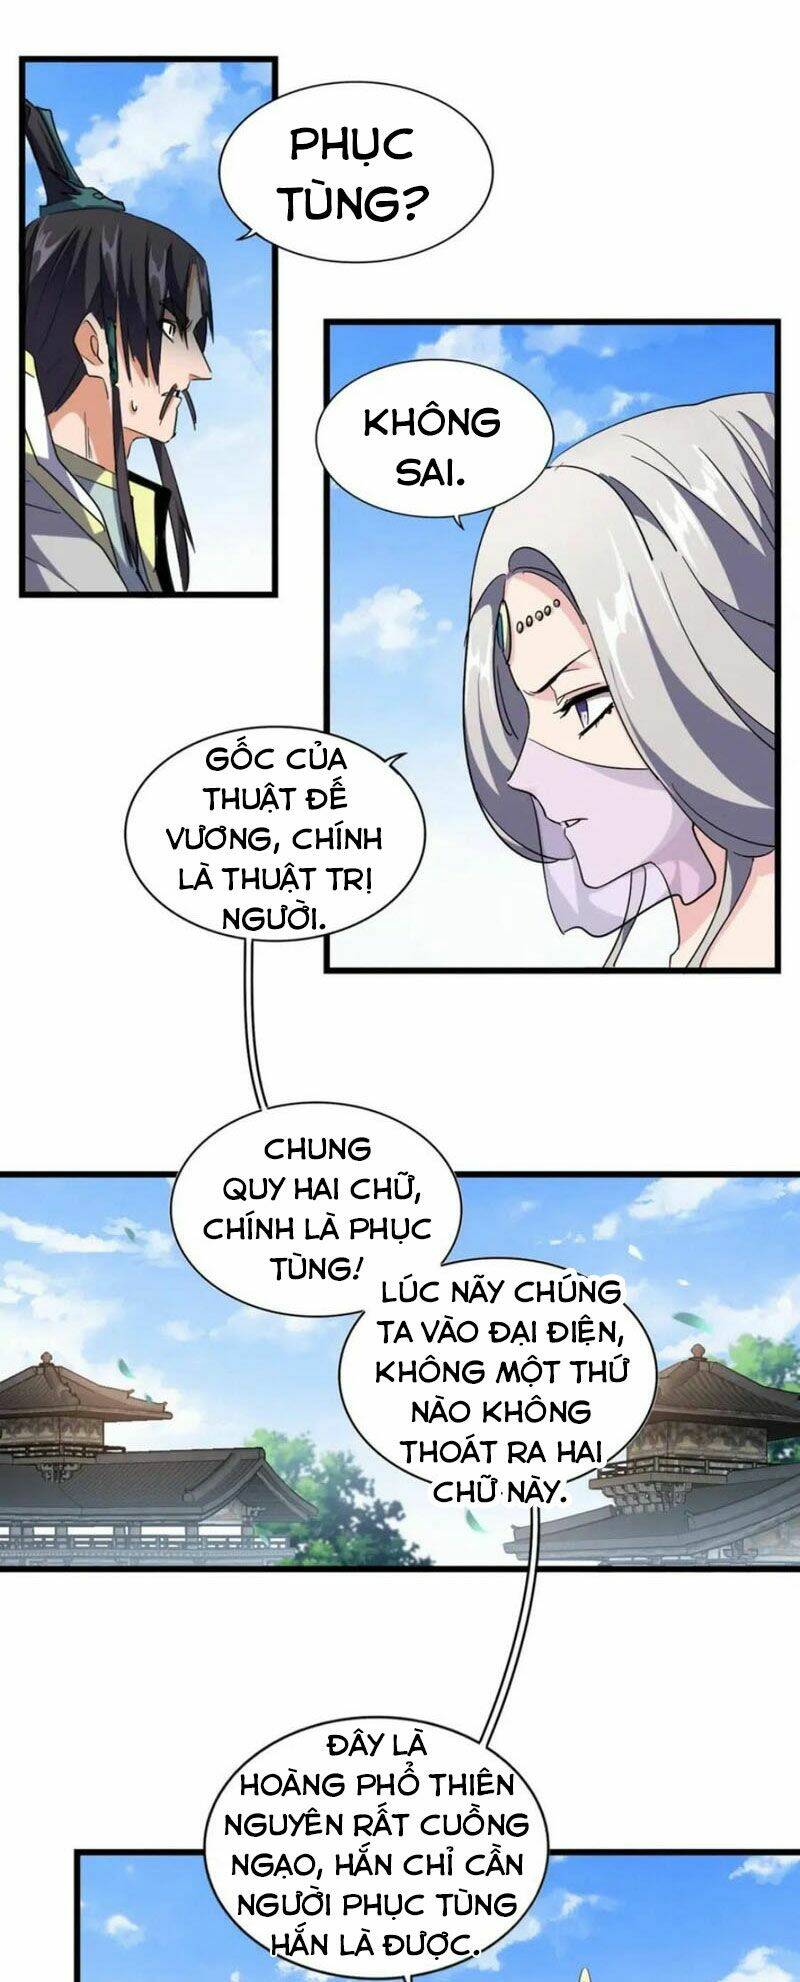 PHỤC
TÙNG?
KHÔNG
SAI.
GỐC CỦA
THUẬT ĐẾ
VƯƠNG, CHÍNH
LÀ THUẬT TRỊ
NGƯỜI.
CHUNG
QUY HAI CHỮ,
CHÍNH LÀ PHỤC
TÙNG!
LÚC NÃY CHÚNG
TA VÀO ĐẠI ĐIỆN,
KHÔNG MỘT THỨ
NÀO KHÔNG
THOÁT RA HAI
CHỮ NÀY.
ĐÂY LÀ
HOÀNG PHỔ THIÊN
NGUYÊN RẤT CUỒNG
NGẠO, HẮN CHỈ CẦN
NGƯỜI PHỤC TÙNG
HẮN LÀ ĐƯỢC.